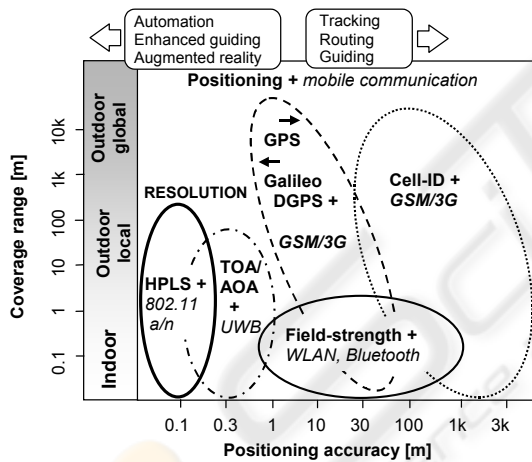 Automation
Enhanced guiding
Augmented reality
Tracking
Routing
Guiding
Positioning + mobile communication
Coverage range [m]
Outdoor global
Outdoor local
Indoor
10k
1k
100
10
1
0.1
GPS
Galileo
DGPS +
GSM/3G
Cell-ID +
GSM/3G
RESOLUTION
HPLS +
802.11
a/n
TOA/
AOA
+
UWB
Field-strength +
WLAN, Bluetooth
0.1 0.3 1 10 30 100 1k 3k
Positioning accuracy [m]